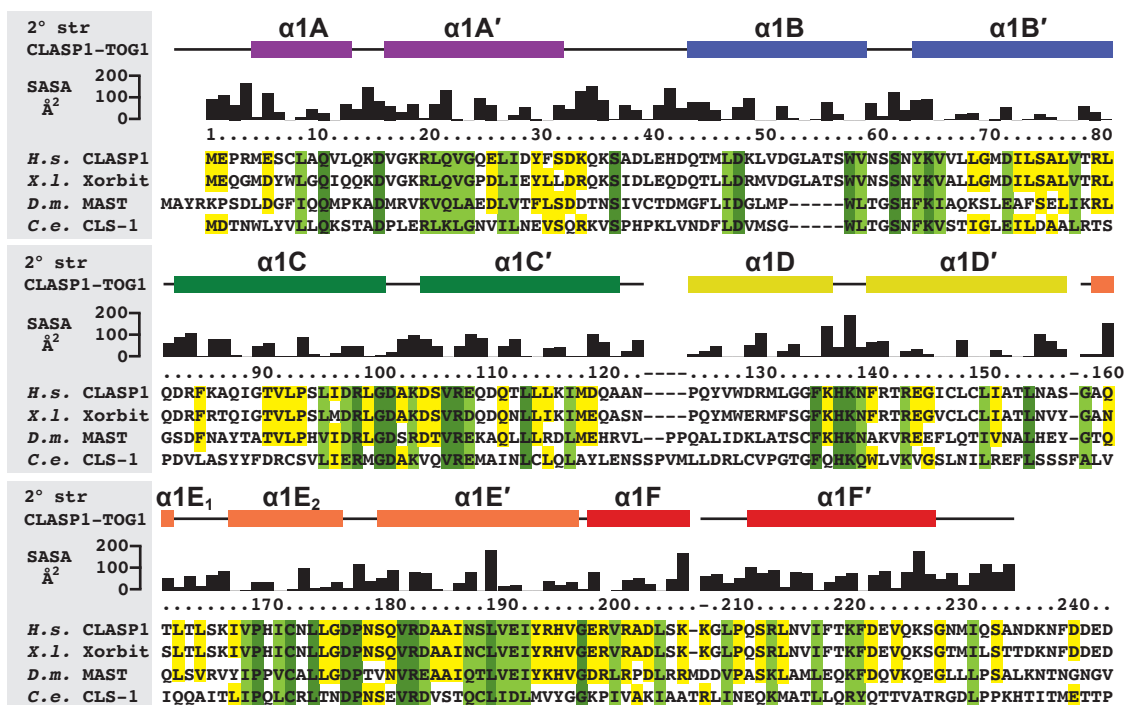 2° str α1A α1A′ α1B α1B′
CLASP1-TOG1
SASA 200
Å² 100
0
1........10........20........30........40........50........60........70........80
H.s. CLASP1 MEPRMESCLAQVLQKDVGKRLQVGQELIDYFSDKQKSADLEHDQTMLDKLVDGLATSWVNSSNYKVVLLGMDILSALVTRL
X.l. Xorbit MEQGMDYWLGQIQQKDVGKRLQVGPDLIEYLLDRQKSIDLEQDQTLLDRMVDGLATSWVNSSNYKVALLGMDILSALVTRL
D.m. MAST MAYRKPSDLDGFIQQMPKADMRVKVQLAEDLVTFLSDDTNSIVCTDMGFLIDGLMP-----WLTGSHFKIAQKSLEAFSELIKRL
C.e. CLS-1 MDTNWLYVLLQKSTADPLERLKLGNVILNEVSQRKVSPHPKLVNDFLDVMSG-----WLTGSNFKVSTIGLEILDAALRTS
2° str α1C α1C′ α1D α1D′
CLASP1-TOG1
SASA 200
Å² 100
0
........90........100.......110.......120.......130.......140.......150.......-.160
H.s. CLASP1 QDRFKAQIGTVLPSLIDRLGDAKDSVREQDQTLLLKIMDQAAN----PQYVWDRMLGGFKHKNFRTREGICLCLIATLNAS-GAQ
X.l. Xorbit QDRFRTQIGTVLPSLMDRLGDAKDSVRDQDQNLLIKIMEQASN----PQYMWERMFSGFKHKNFRTREGVCLCLIATLNVY-GAN
D.m. MAST GSDFNAYTATVLPHVIDRLGDSRDTVREKAQLLLRDLMEHRVL--PPQALIDKLATSCFKHKNAKVREEFLQTIVNALHEY-GTQ
C.e. CLS-1 PDVLASYYFDRCSVLIERMGDAKVQVREMAINLCLQLAYLENSSPVMLLDRLCVPGTGFQHKQWLVKVGSLNILREFLSSSFALV
2° str α1E₁ α1E₂ α1E′ α1F α1F′
CLASP1-TOG1
SASA 200
Å² 100
0
.......170.......180.......190.......200.......-210.......220.......230.......240..
H.s. CLASP1 TLTLSKIVPHICNLLGDPNSQVRDAAINSLVEIYRHVGERVRADLSK-KGLPQSRLNVIFTKFDEVQKSGNMIQSANDKNFDDED
X.l. Xorbit SLTLSKIVPHICNLLGDPNSQVRDAAINCLVEIYRHVGERVRADLSK-KGLPQSRLNVIFTKFDEVQKSGTMILSTTDKNFDDED
D.m. MAST QLSVRVYIPPVCALLGDPTVNVREAAIQTLVEIYKHVGDRLRPDLRRMDDVPASKLAMLEQKFDQVKQEGLLLPSALKNTNGNGV
C.e. CLS-1 IQQAITLIPQLCRLTNDPNSEVRDVSTQCLIDLMVYGGKPIVAKIAATRLINEQKMATLLQRYQTTVATRGDLPPKHTITMETTP